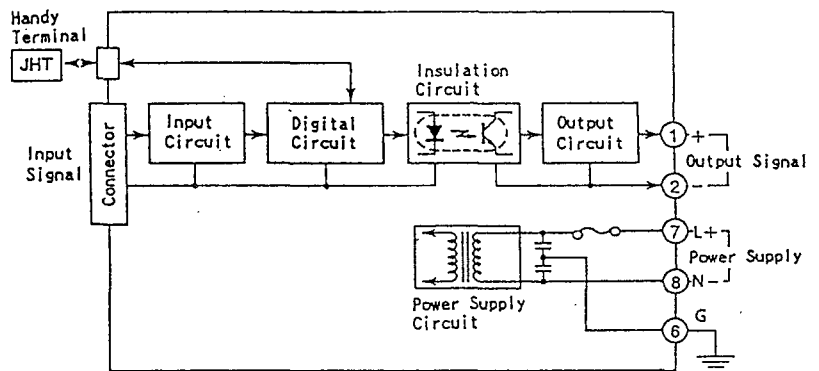 Handy
Terminal
JHT
Input
Signal
Connector
Input
Circuit
Digital
Circuit
Insulation
Circuit
Output
Circuit
1 +
Output Signal
2 -
7 L+
Power Supply
8 N-
G
6
Power Supply
Circuit